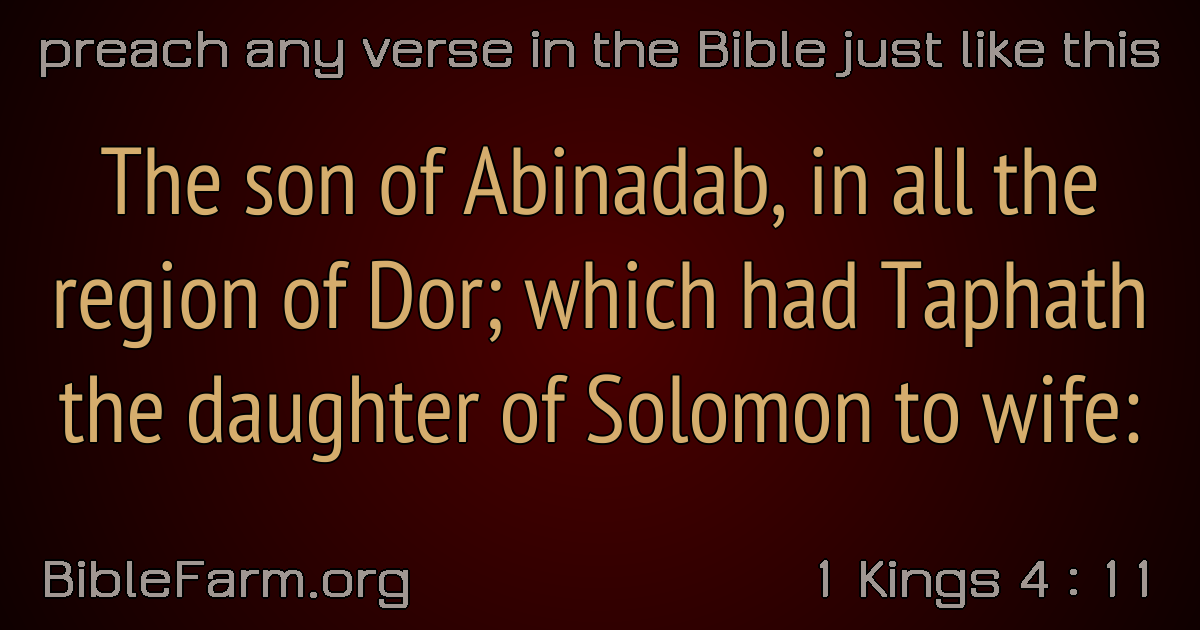 preach any verse in the Bible just like this
The son of Abinadab, in all the
region of Dor; which had Taphath
the daughter of Solomon to wife:
BibleFarm.org
1 Kings 4 : 11